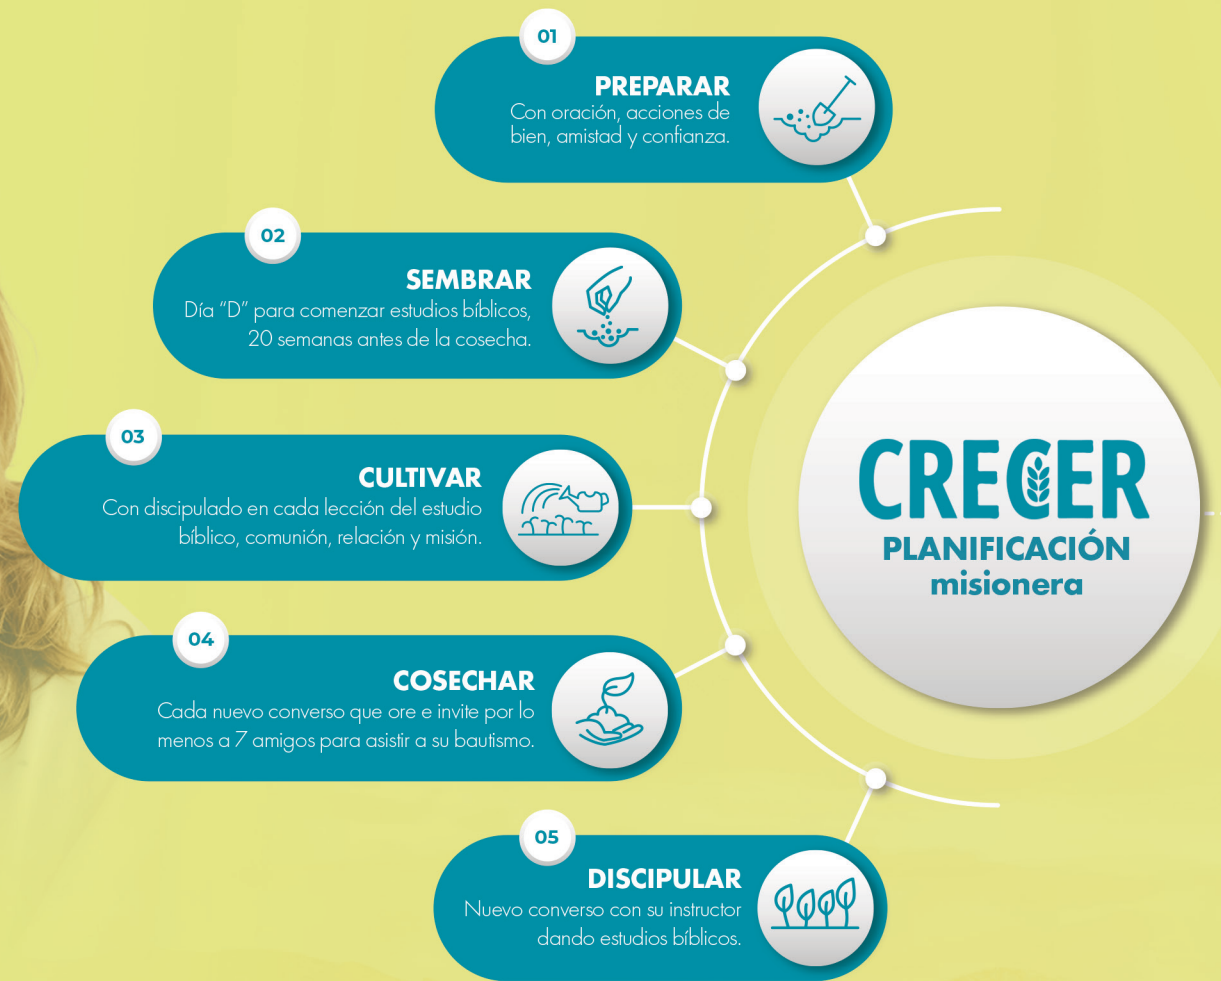 01
PREPARAR
Con oración, acciones de
bien, amistad y confianza.
02
SEMBRAR
Día “D” para comenzar estudios bíblicos,
20 semanas antes de la cosecha.
03
CULTIVAR
Con discipulado en cada lección del estudio
bíblico, comunión, relación y misión.
04
COSECHAR
Cada nuevo converso que ore e invite por lo
menos a 7 amigos para asistir a su bautismo.
05
DISCIPULAR
Nuevo converso con su instructor
dando estudios bíblicos.
CRECER
PLANIFICACIÓN
misionera